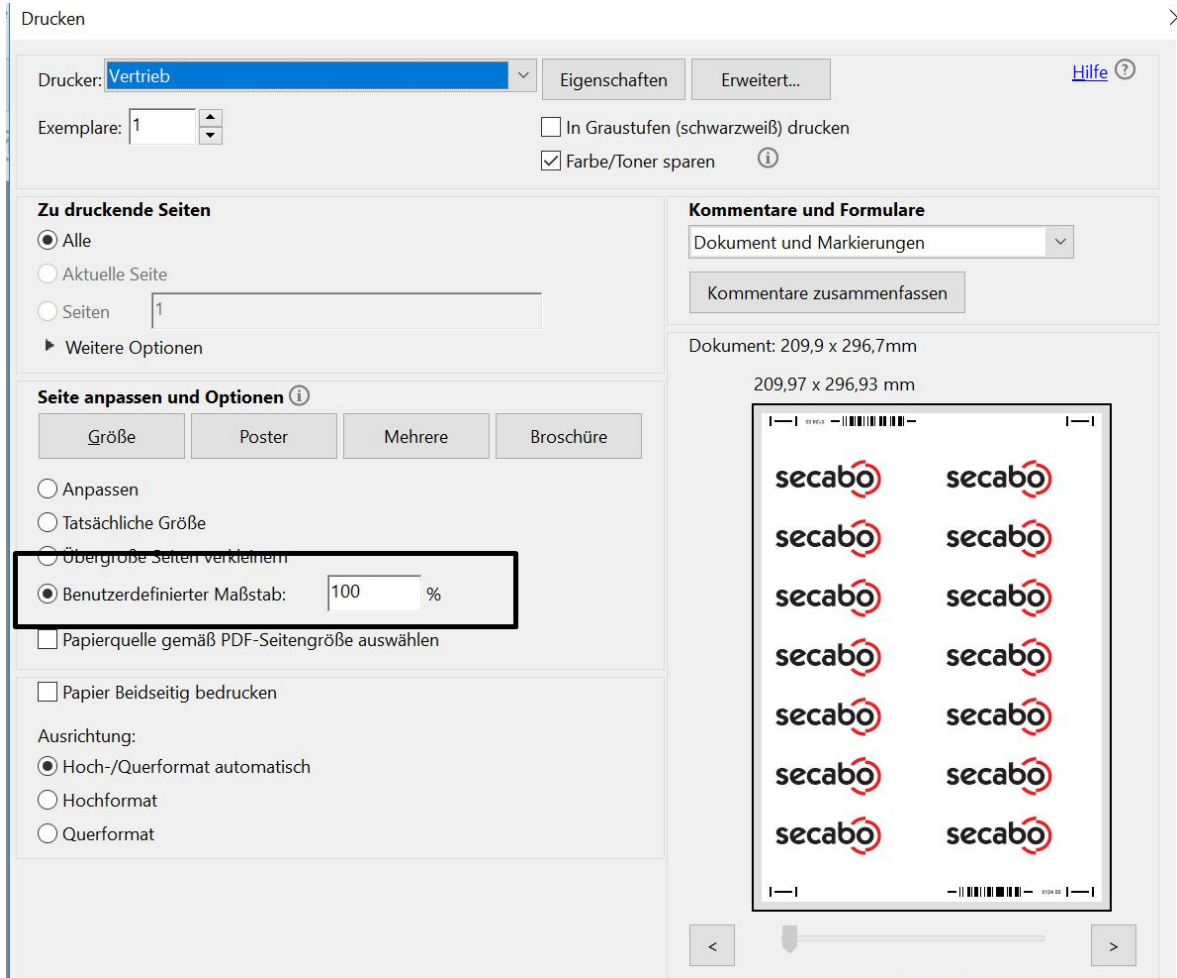 Drucken
Drucker: Vertrieb Eigenschaften Erweitert... Hilfe
Exemplare: 1
In Graustufen (schwarzweiß) drucken
Farbe/Toner sparen
Zu druckende Seiten
Alle
Aktuelle Seite
Seiten 1
Weitere Optionen
Kommentare und Formulare
Dokument und Markierungen
Kommentare zusammenfassen
Seite anpassen und Optionen
Größe Poster Mehrere Broschüre
Anpassen
Tatsächliche Größe
Übergroße Seiten verkleinern
Benutzerdefinierter Maßstab: 100 %
Papierquelle gemäß PDF-Seitengröße auswählen
Papier Beidseitig bedrucken
Ausrichtung:
Hoch-/Querformat automatisch
Hochformat
Querformat
Dokument: 209,9 x 296,7mm
209,97 x 296,93 mm
secabo secabo
secabo secabo
secabo secabo
secabo secabo
secabo secabo
secabo secabo
secabo secabo
< >